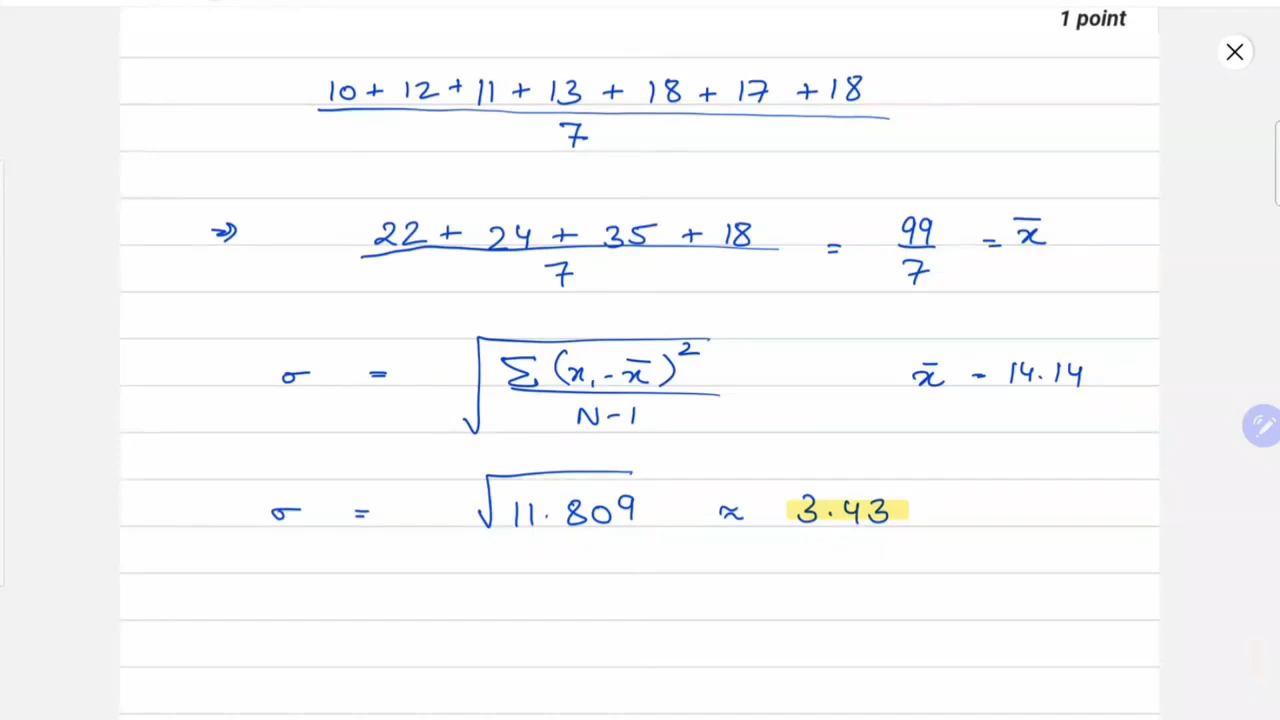 1 point
10 + 12 + 11 + 13 + 18 + 17 + 18
7
⇒ 22 + 24 + 35 + 18 / 7 = 99 / 7 = x̄
σ = √(Σ(x₁ - x̄)² / N - 1) x̄ - 14.14
σ = √11.809 ≈ 3.43